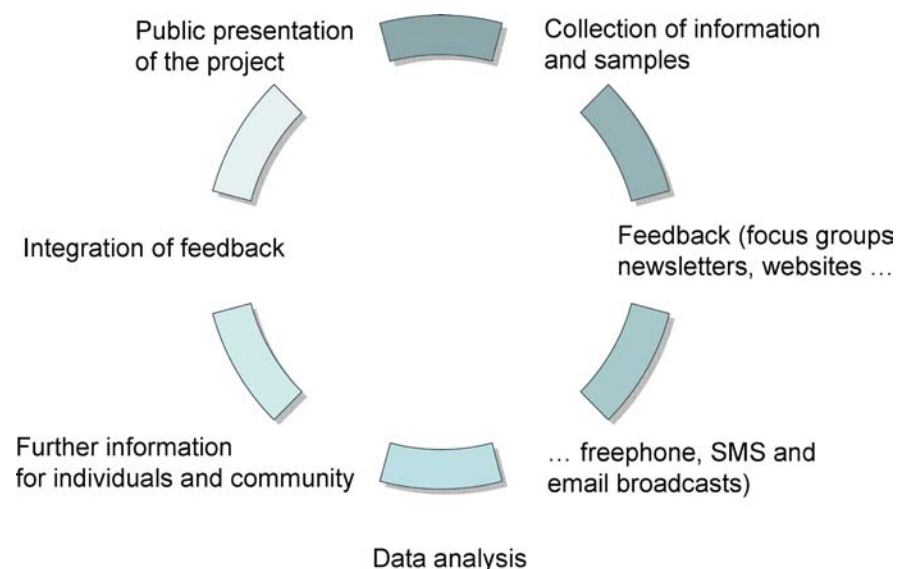 Public presentation
of the project
Collection of information
and samples
Feedback (focus groups
newsletters, websites …
… freephone, SMS and
email broadcasts)
Data analysis
Further information
for individuals and community
Integration of feedback